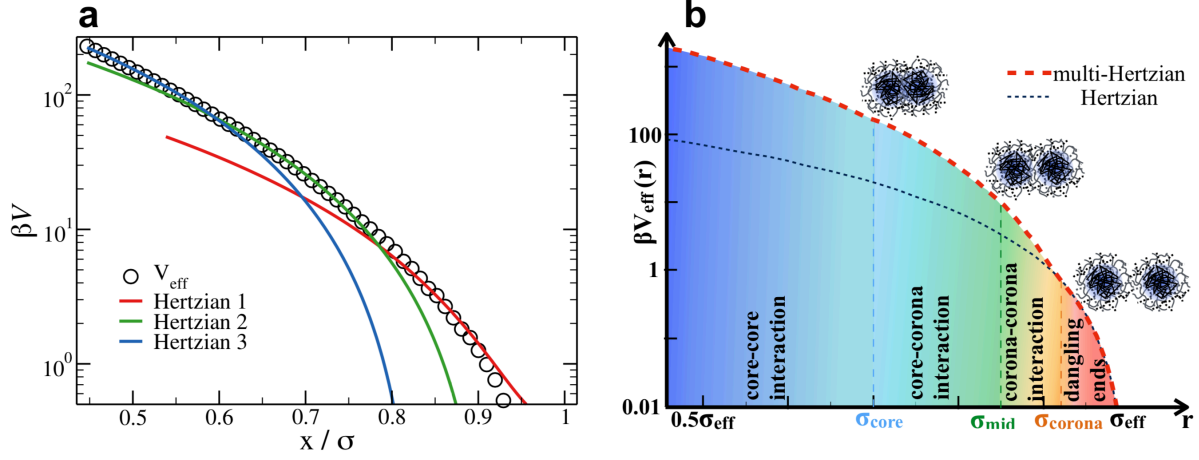 a
βV
10²
10¹
10⁰
V_eff
Hertzian 1
Hertzian 2
Hertzian 3
0.5
0.6
0.7
0.8
0.9
1
x / σ
b
βV_eff (r)
100
1
0.01
multi-Hertzian
Hertzian
core-core
interaction
core-corona
interaction
corona-corona
interaction
dangling
ends
0.5σ_eff
σ_core
σ_mid
σ_corona
σ_eff
r